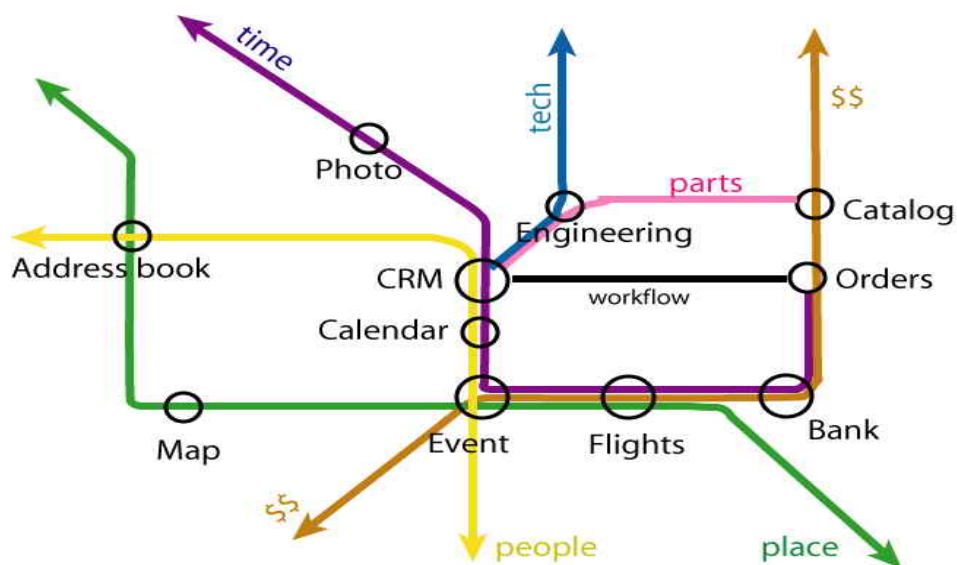 time
tech
$$
Photo
parts
Engineering
Catalog
Address book
CRM
Orders
workflow
Calendar
Map
Event
Flights
Bank
$$
people
place